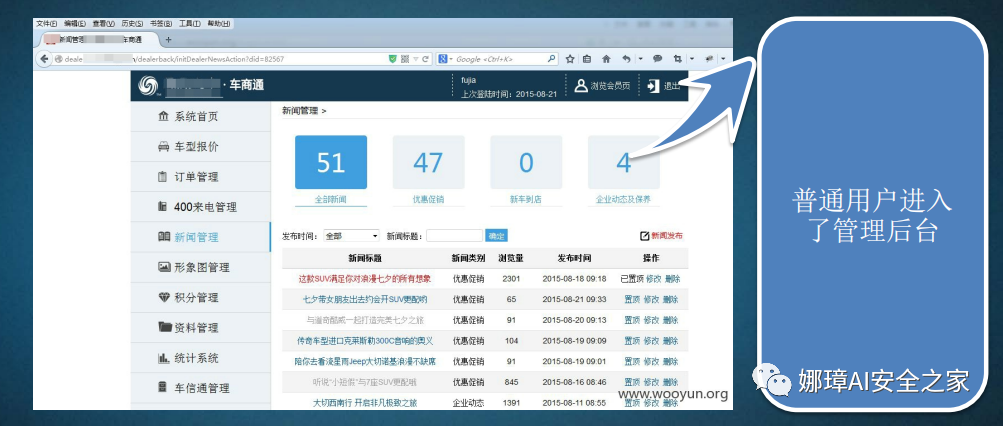 文件(F) 编辑(E) 查看(V) 历史(S) 书签(B) 工具(T) 帮助(H)
新闻管理 车商通 +
deale /dealerback/initDealerNewsAction?did=82567 Google <Ctrl+K>
·车商通 fujia
上次登陆时间：2015-08-21 浏览会员页 退出
系统首页
车型报价
订单管理
400来电管理
新闻管理
形象图管理
积分管理
资料管理
统计系统
车信通管理
新闻管理 >
51 47 0 4
全部新闻 优惠促销 新车到店 企业动态及保养
发布时间： 全部 新闻标题： 确定 新闻发布
新闻标题 新闻类别 浏览量 发布时间 操作
这款SUV满足你对浪漫七夕的所有想象 优惠促销 2301 2015-08-18 09:18 已置顶 修改 删除
七夕带女朋友出去约会开SUV更配哟 优惠促销 65 2015-08-21 09:33 置顶 修改 删除
与道奇酷威一起打造完美七夕之旅 优惠促销 91 2015-08-20 09:13 置顶 修改 删除
传奇车型进口克莱斯勒300C音响的奥义 优惠促销 104 2015-08-19 09:09 置顶 修改 删除
陪你去看凌星雨Jeep大切诺基浪漫不缺席 优惠促销 91 2015-08-19 09:01 置顶 修改 删除
听说“小短假”与7座SUV更配哦 优惠促销 845 2015-08-16 08:46 置顶 修改 删除
大切西南行 开启非凡极致之旅 企业动态 1391 2015-08-11 08:55 置顶 修改 删除
www.wooyun.org
普通用户进入
了管理后台
娜璋AI安全之家